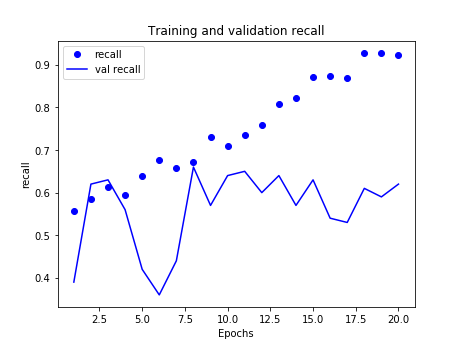 Training and validation recall
recall
val recall
recall
0.9
0.8
0.7
0.6
0.5
0.4
2.5 5.0 7.5 10.0 12.5 15.0 17.5 20.0
Epochs